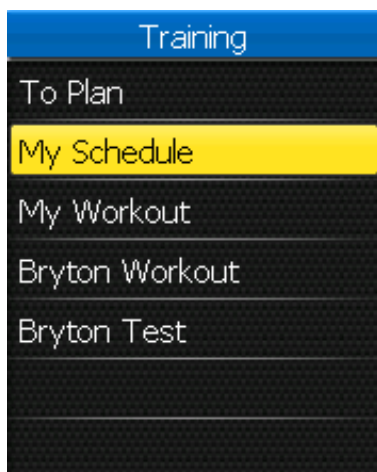 Training
To Plan
My Schedule
My Workout
Bryton Workout
Bryton Test